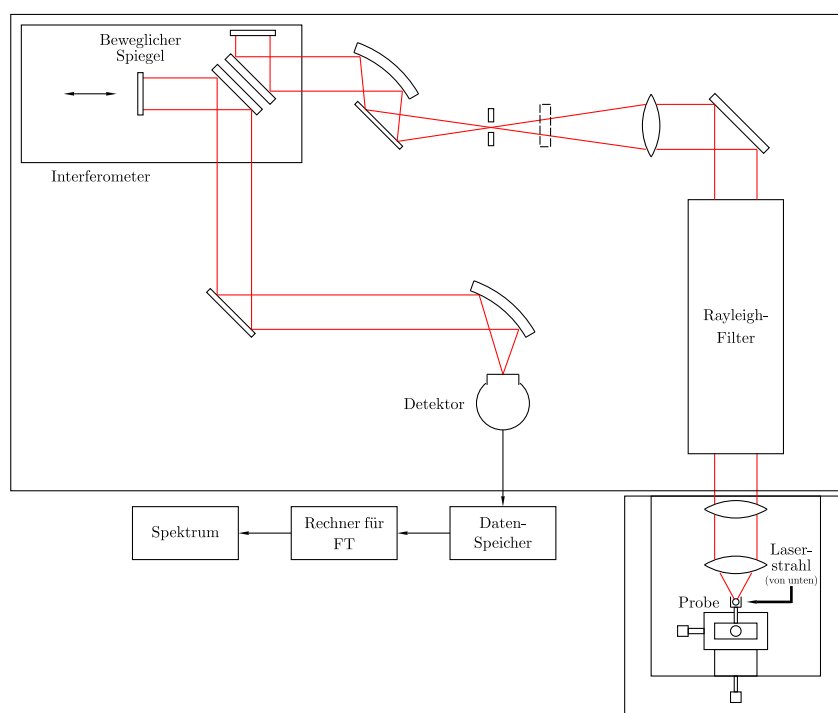 Beweglicher
Spiegel
Interferometer
Rayleigh-
Filter
Detektor
Spektrum
Rechner für
FT
Daten-
Speicher
Laser-
strahl
(von unten)
Probe